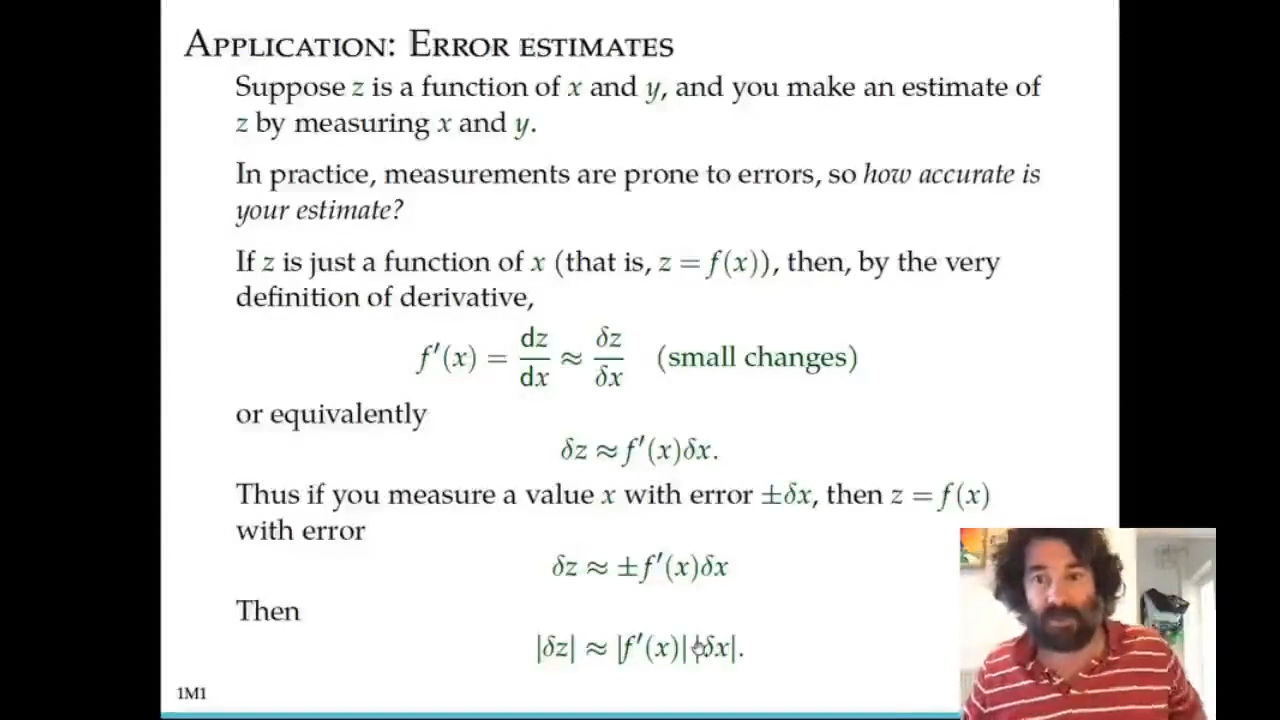 APPLICATION: ERROR ESTIMATES
Suppose z is a function of x and y, and you make an estimate of
z by measuring x and y.
In practice, measurements are prone to errors, so how accurate is
your estimate?
If z is just a function of x (that is, z = f(x)), then, by the very
definition of derivative,
f′(x) = dz/dx ≈ δz/δx (small changes)
or equivalently
δz ≈ f′(x)δx.
Thus if you measure a value x with error ±δx, then z = f(x)
with error
δz ≈ ±f′(x)δx
Then
|δz| ≈ |f′(x)||δx|.
1M1